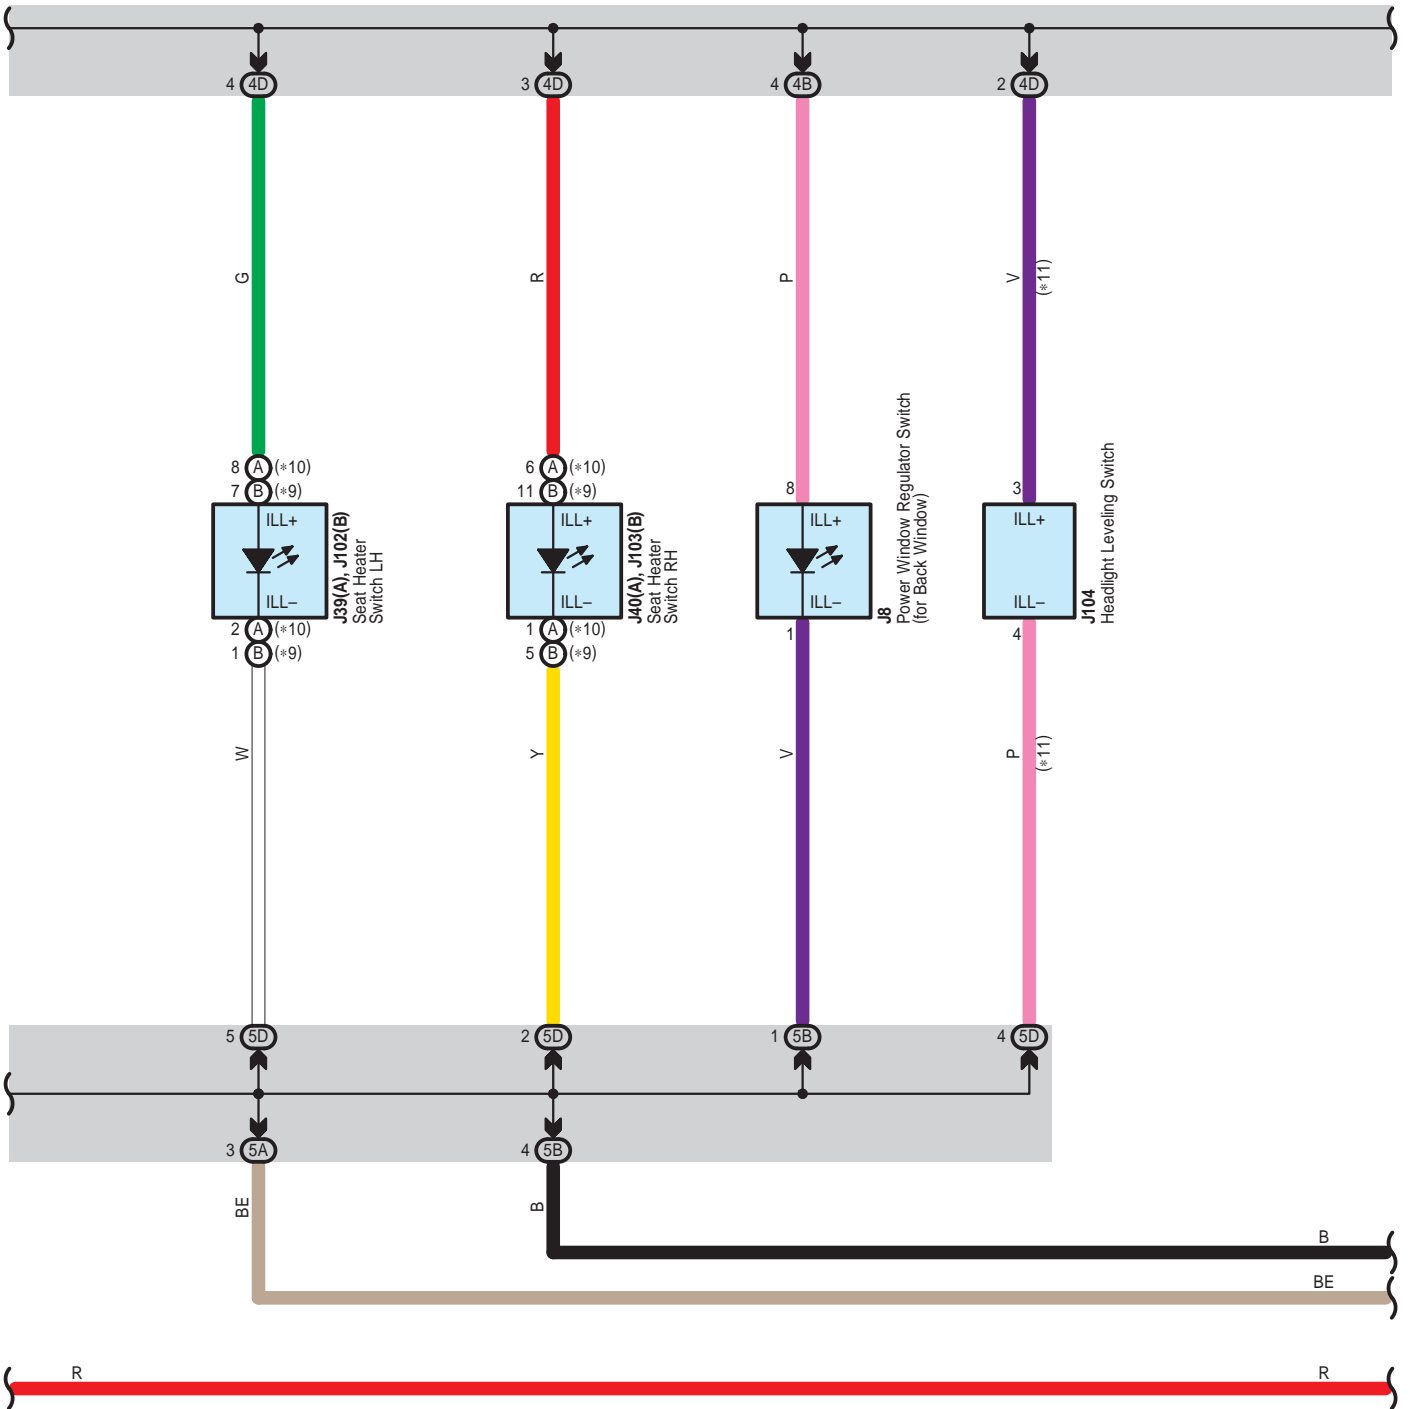 4 4D
3 4D
4 4B
2 4D
G
R
P
V
(*11)
8 A (*10)
7 B (*9)
ILL+
ILL–
2 A (*10)
1 B (*9)
J39(A), J102(B)
Seat Heater
Switch LH
6 A (*10)
11 B (*9)
ILL+
ILL–
1 A (*10)
5 B (*9)
J40(A), J103(B)
Seat Heater
Switch RH
8
ILL+
ILL–
1
J8
Power Window Regulator Switch
(for Back Window)
3
ILL+
ILL–
4
J104
Headlight Leveling Switch
W
Y
V
P
(*11)
5 5D
2 5D
1 5B
4 5D
3 5A
4 5B
BE
B
B
BE
R
R